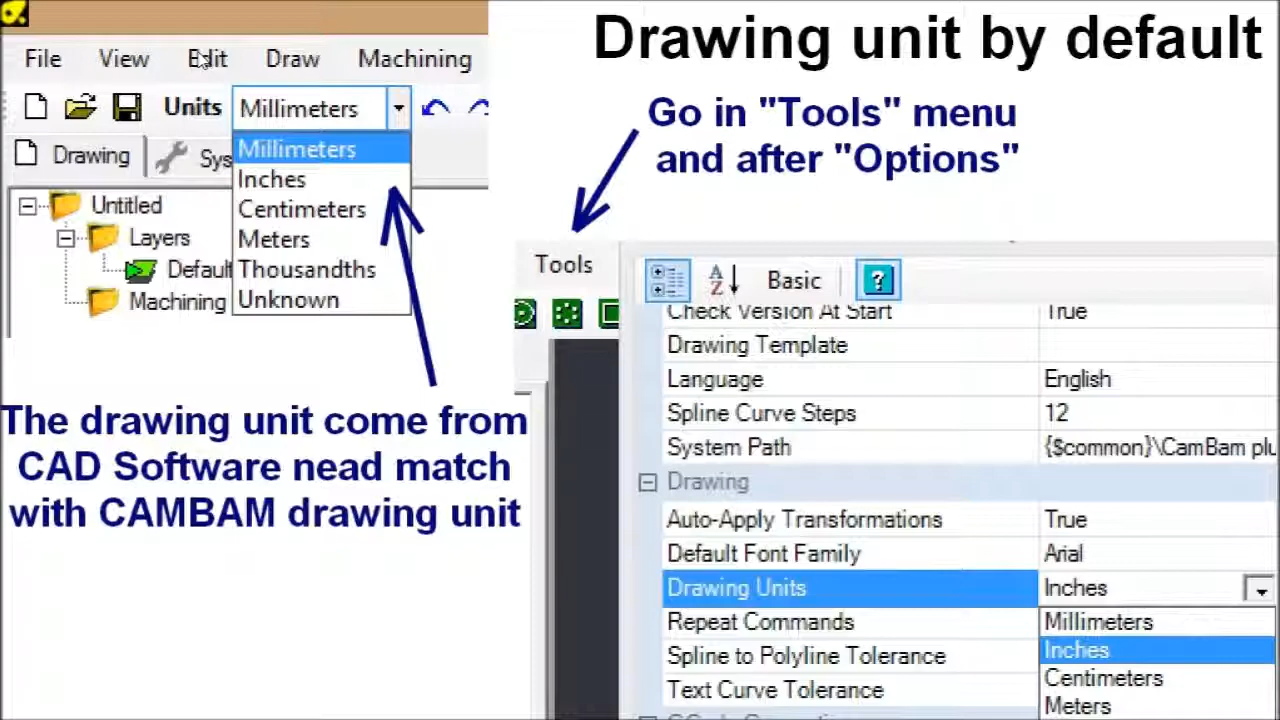 Drawing unit by default
Go in "Tools" menu
and after "Options"
File View Edit Draw Machining
Units Millimeters
Drawing Sys
Millimeters
Inches
Centimeters
Meters
Thousandths
Unknown
Untitled
Layers
Default
Machining
The drawing unit come from
CAD Software nead match
with CAMBAM drawing unit
Tools
Basic
Check Version At Start True
Drawing Template
Language English
Spline Curve Steps 12
System Path {$common}\CamBam plu
Drawing
Auto-Apply Transformations True
Default Font Family Arial
Drawing Units Inches
Repeat Commands
Spline to Polyline Tolerance
Text Curve Tolerance
Millimeters
Inches
Centimeters
Meters